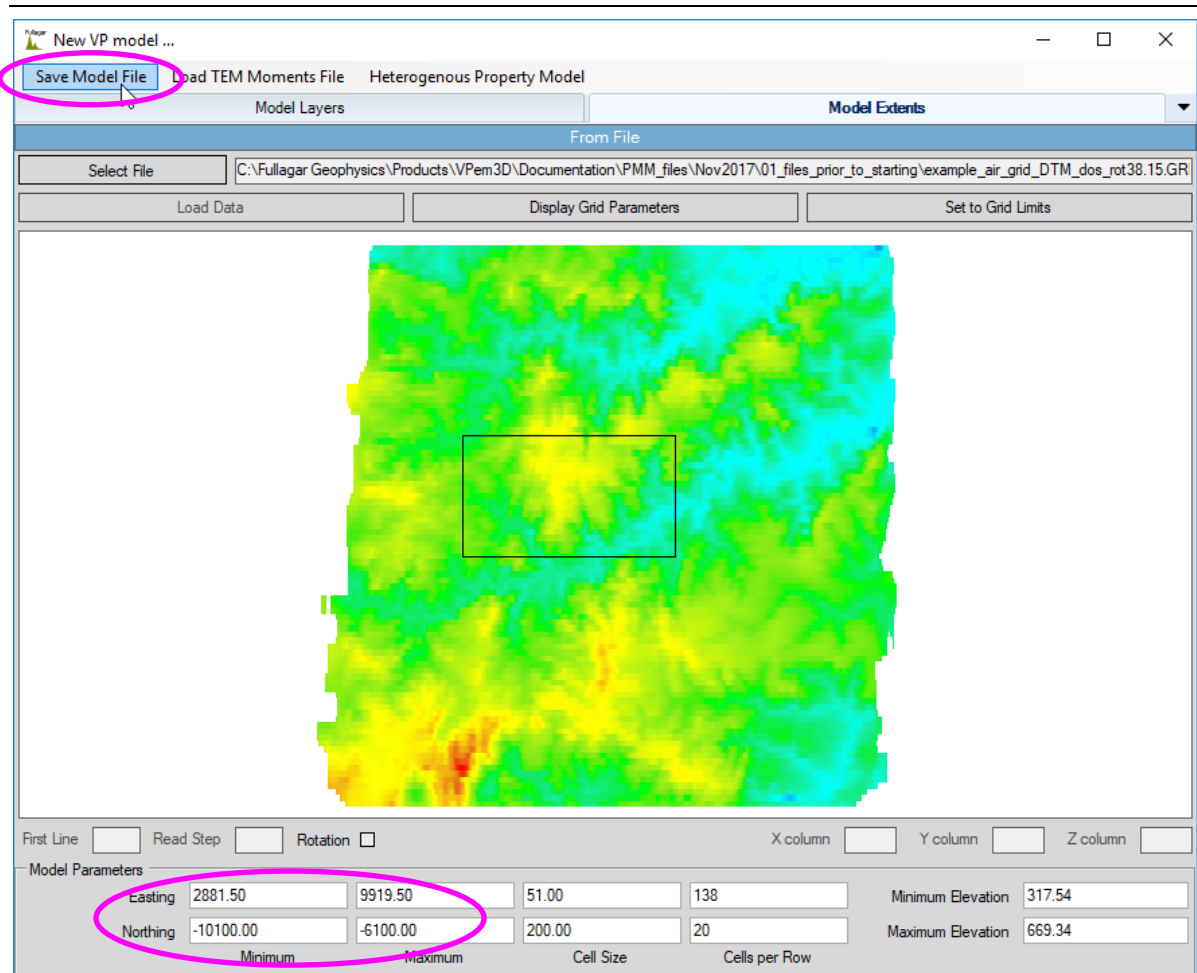 New VP model ...
Save Model File Load TEM Moments File Heterogenous Property Model
Model Layers Model Extents
From File
Select File C:\Fullagar Geophysics\Products\VPem3D\Documentation\PMM_files\Nov2017\01_files_prior_to_starting\example_air_grid_DTM_dos_rot38.15.GR
Load Data Display Grid Parameters Set to Grid Limits
First Line Read Step Rotation X column Y column Z column
Model Parameters
Easting 2881.50 9919.50 51.00 138 Minimum Elevation 317.54
Northing -10100.00 -6100.00 200.00 20 Maximum Elevation 669.34
Minimum Maximum Cell Size Cells per Row